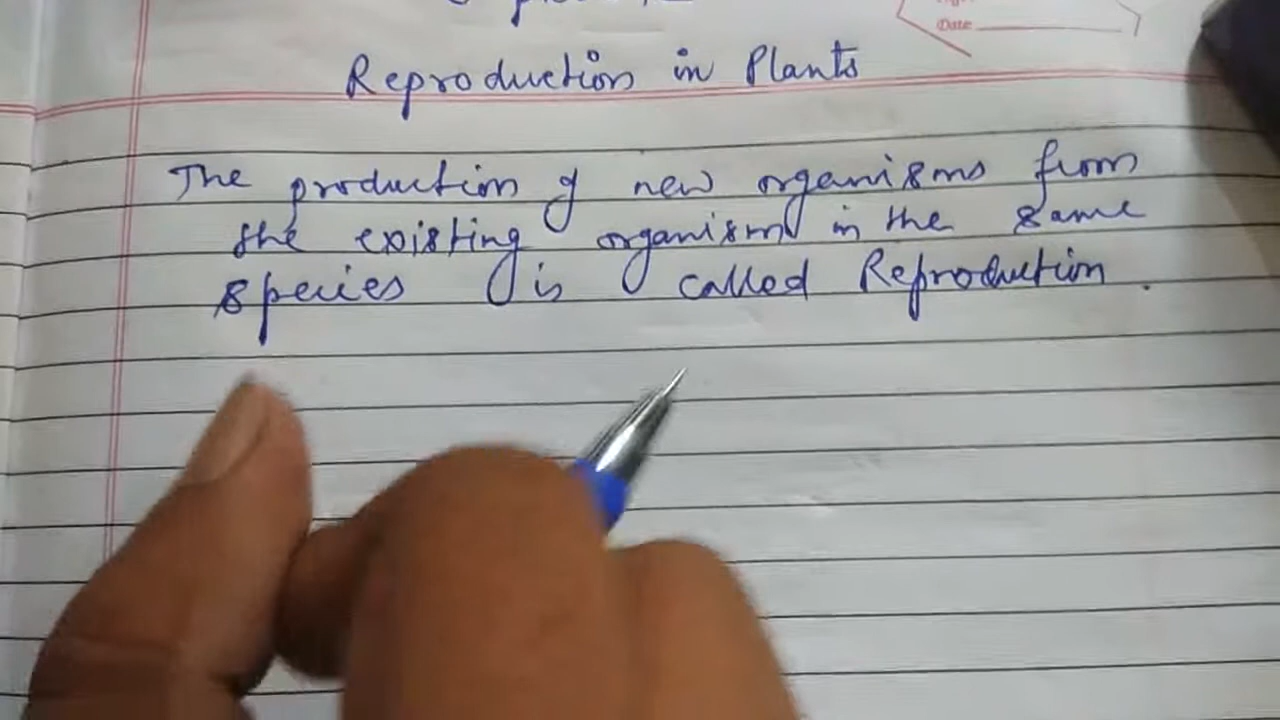 Date
Reproduction in Plants
The production of new organisms from
the existing organism in the same
species is called Reproduction.